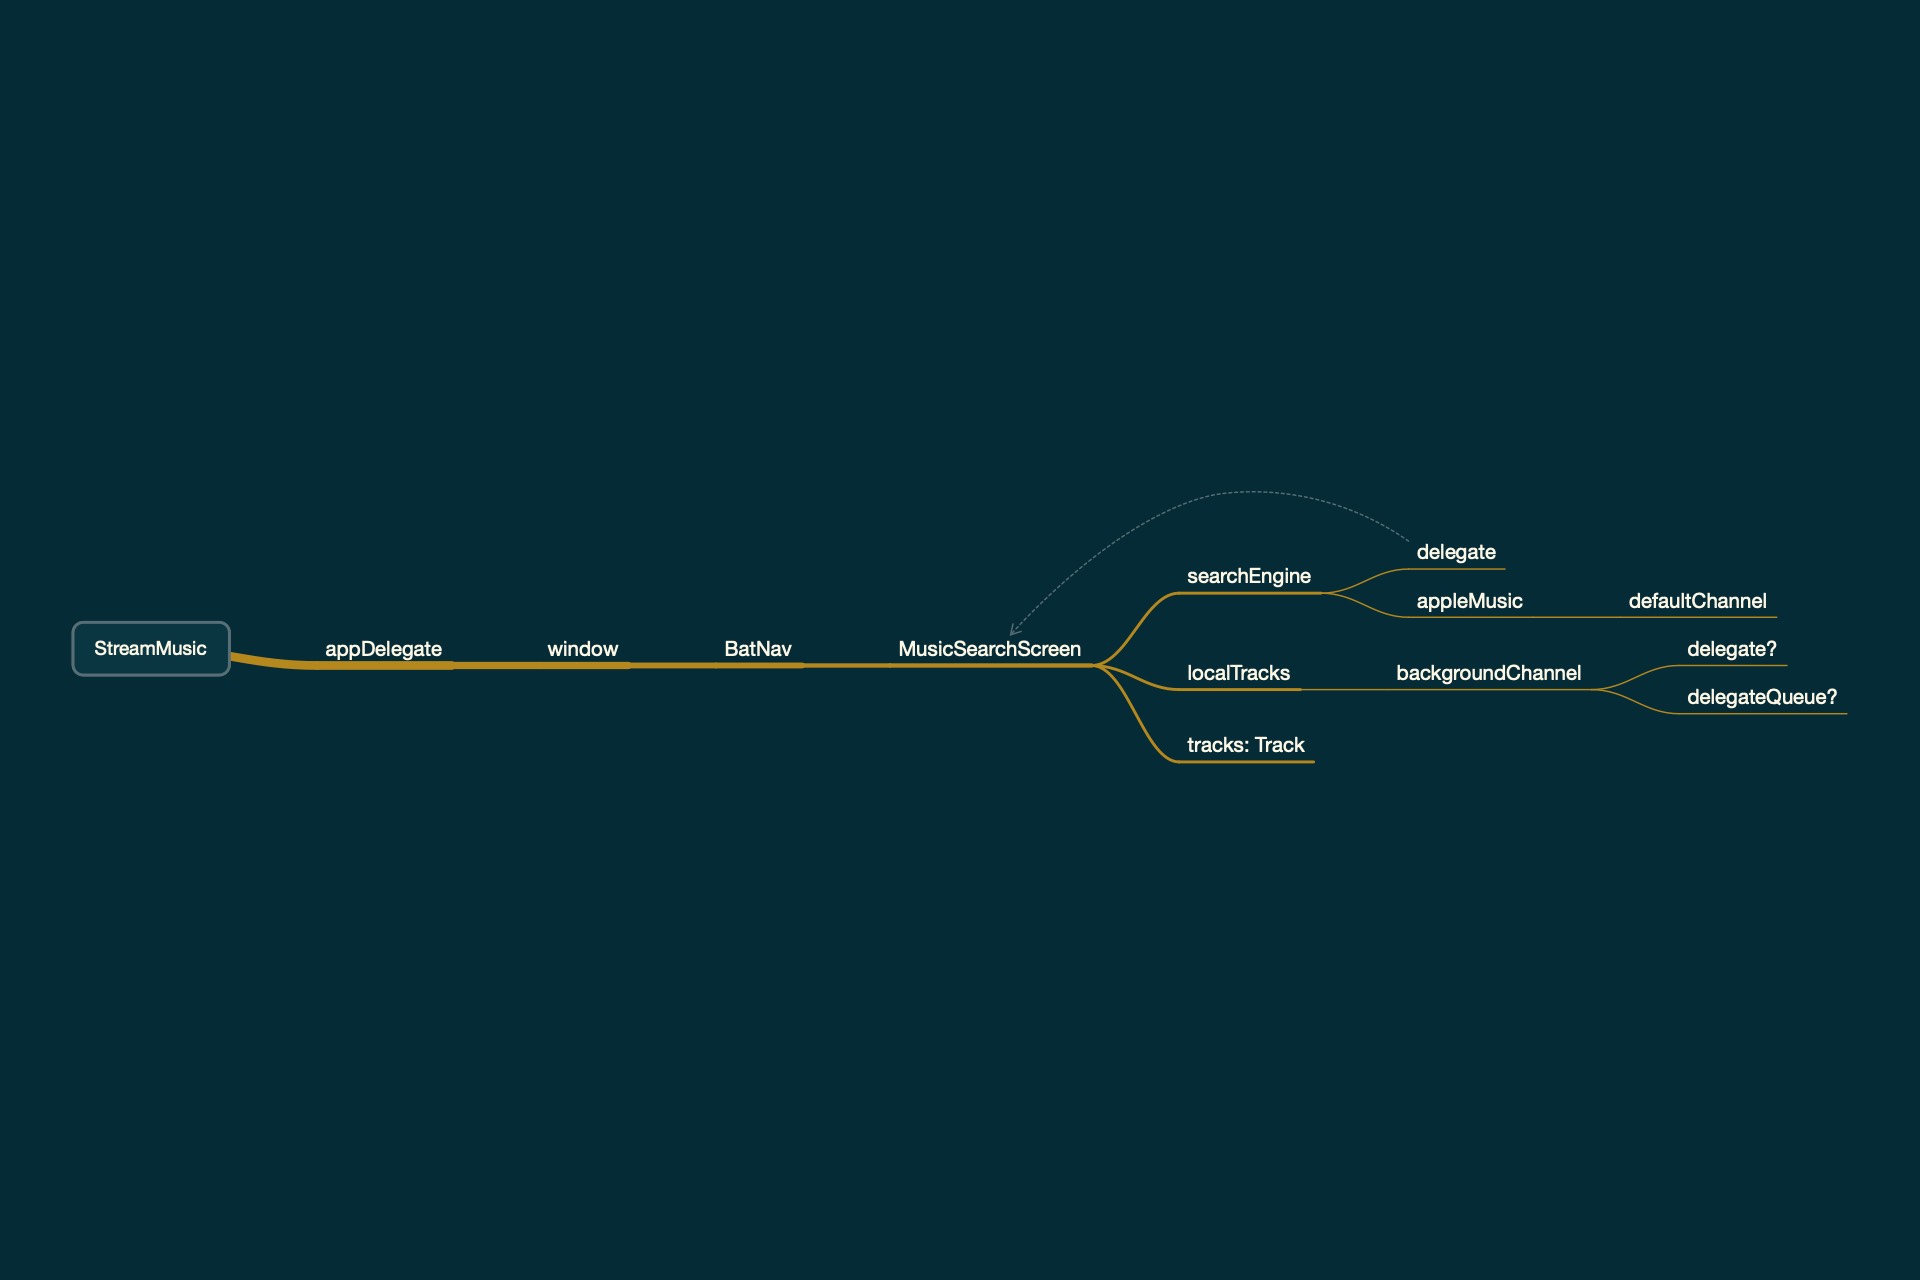 StreamMusic
appDelegate
window
BatNav
MusicSearchScreen
searchEngine
delegate
appleMusic
defaultChannel
localTracks
backgroundChannel
delegate?
delegateQueue?
tracks: Track